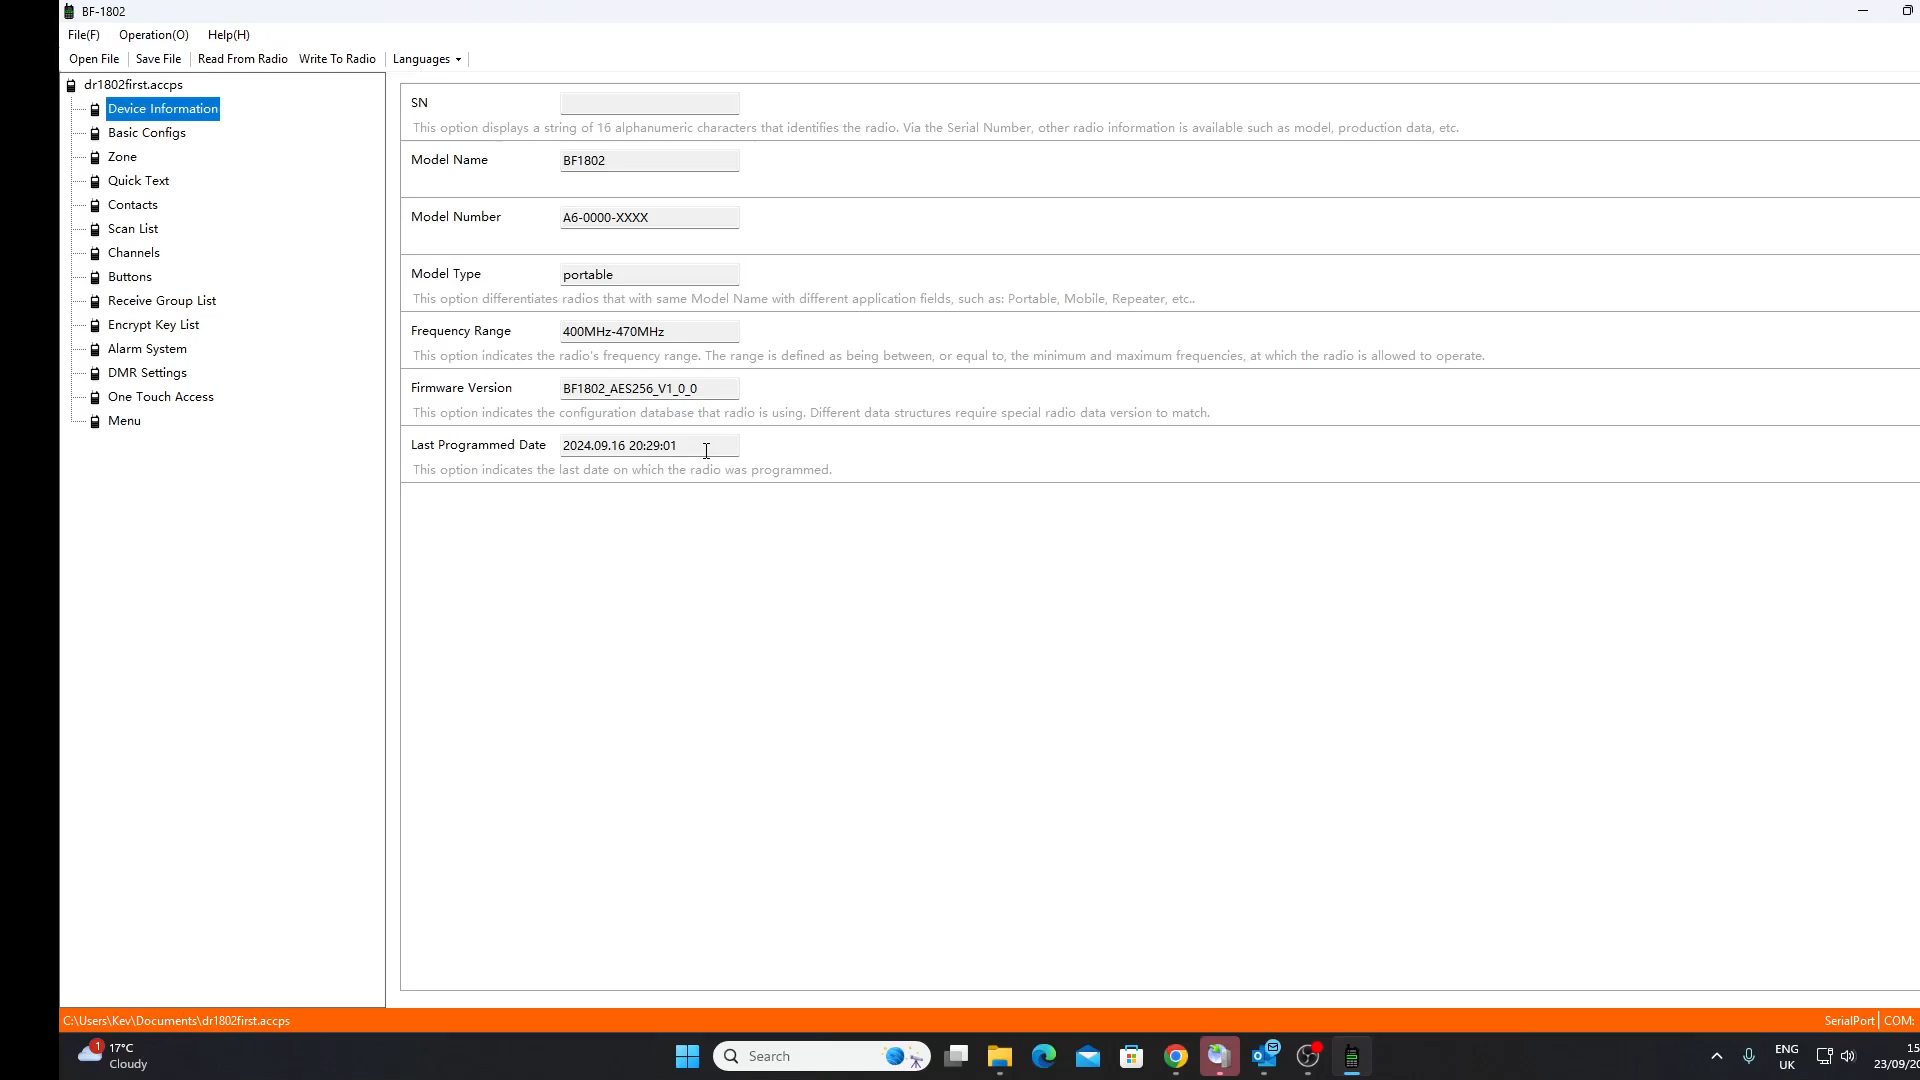 BF-1802
File(F) Operation(O) Help(H)
Open File Save File Read From Radio Write To Radio Languages
dr1802first.accps
Device Information
Basic Configs
Zone
Quick Text
Contacts
Scan List
Channels
Buttons
Receive Group List
Encrypt Key List
Alarm System
DMR Settings
One Touch Access
Menu
SN
This option displays a string of 16 alphanumeric characters that identifies the radio. Via the Serial Number, other radio information is available such as model, production data, etc.
Model Name BF1802
Model Number A6-0000-XXXX
Model Type portable
This option differentiates radios that with same Model Name with different application fields, such as: Portable, Mobile, Repeater, etc..
Frequency Range 400MHz-470MHz
This option indicates the radio's frequency range. The range is defined as being between, or equal to, the minimum and maximum frequencies, at which the radio is allowed to operate.
Firmware Version BF1802_AES256_V1_0_0
This option indicates the configuration database that radio is using. Different data structures require special radio data version to match.
Last Programmed Date 2024.09.16 20:29:01
This option indicates the last date on which the radio was programmed.
C:\Users\Kev\Documents\dr1802first.accps SerialPort COM:
1 17°C
Cloudy
Search
ENG
UK
15
23/09/20